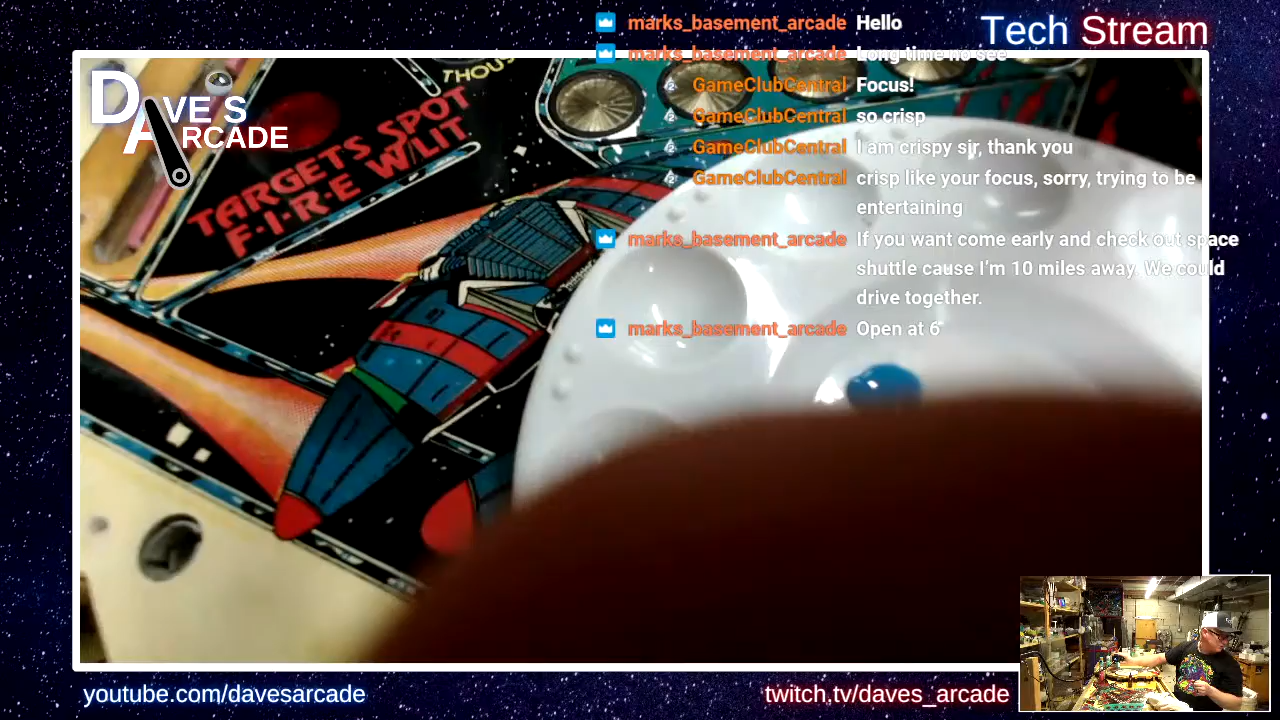 marks_basement_arcade Hello
Tech Stream
marks_basement_arcade Long time no see
GameClubCentral Focus!
GameClubCentral so crisp
GameClubCentral I am crispy sir, thank you
GameClubCentral crisp like your focus, sorry, trying to be
entertaining
marks_basement_arcade If you want come early and check out space
shuttle cause I'm 10 miles away. We could
drive together.
marks_basement_arcade Open at 6
DAVE'S
ARCADE
THOUS
TARGETS SPOT
F-I-R-E W/LIT
youtube.com/davesarcade
twitch.tv/daves_arcade